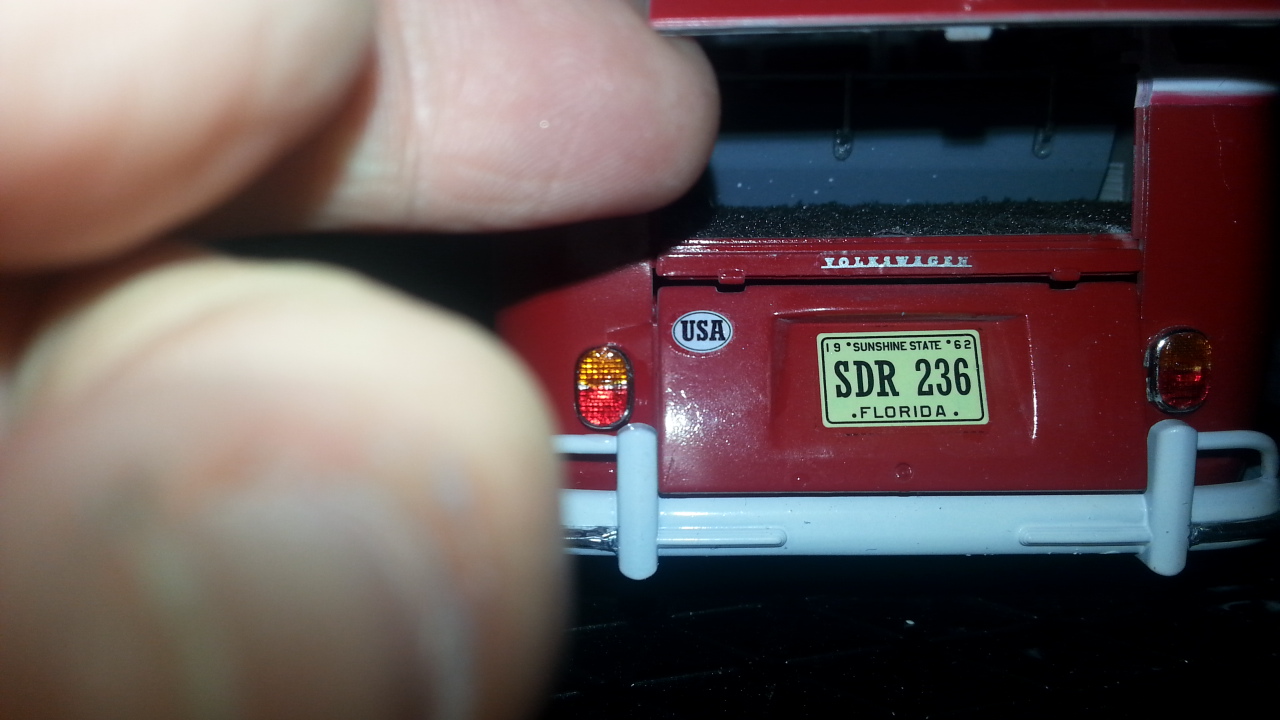 VOLKSWAGEN
USA
19 *SUNSHINE STATE *62
SDR 236
•FLORIDA•